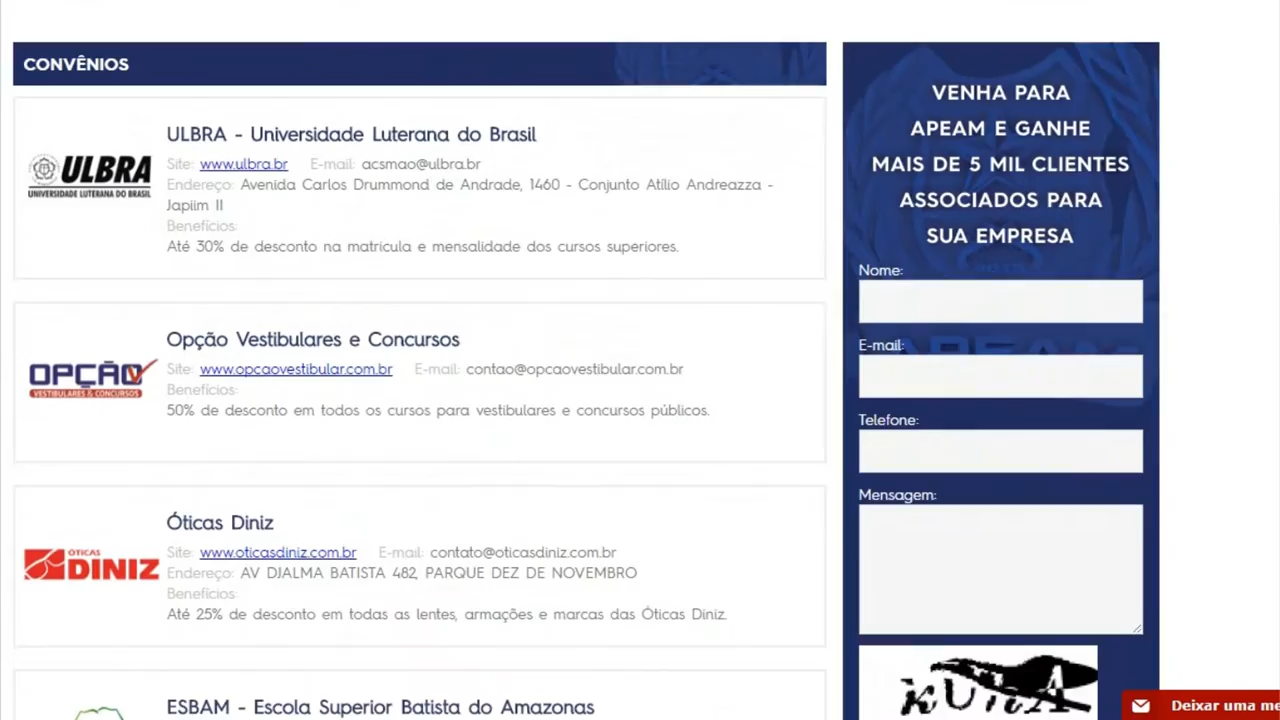 CONVÊNIOS
ULBRA
UNIVERSIDADE LUTERANA DO BRASIL
ULBRA - Universidade Luterana do Brasil
Site: www.ulbra.br E-mail: acsmao@ulbra.br
Endereço: Avenida Carlos Drummond de Andrade, 1460 - Conjunto Atílio Andreazza -
Japiim II
Benefícios:
Até 30% de desconto na matrícula e mensalidade dos cursos superiores.
OPÇÃO
VESTIBULARES & CONCURSOS
Opção Vestibulares e Concursos
Site: www.opcaovestibular.com.br E-mail: contao@opcaovestibular.com.br
Benefícios:
50% de desconto em todos os cursos para vestibulares e concursos públicos.
ÓTICAS
DINIZ
Óticas Diniz
Site: www.oticasdiniz.com.br E-mail: contato@oticasdiniz.com.br
Endereço: AV DJALMA BATISTA 482, PARQUE DEZ DE NOVEMBRO
Benefícios:
Até 25% de desconto em todas as lentes, armações e marcas das Óticas Diniz.
ESBAM - Escola Superior Batista do Amazonas
VENHA PARA
APEAM E GANHE
MAIS DE 5 MIL CLIENTES
ASSOCIADOS PARA
SUA EMPRESA
Nome:
E-mail:
Telefone:
Mensagem:
Deixar uma me